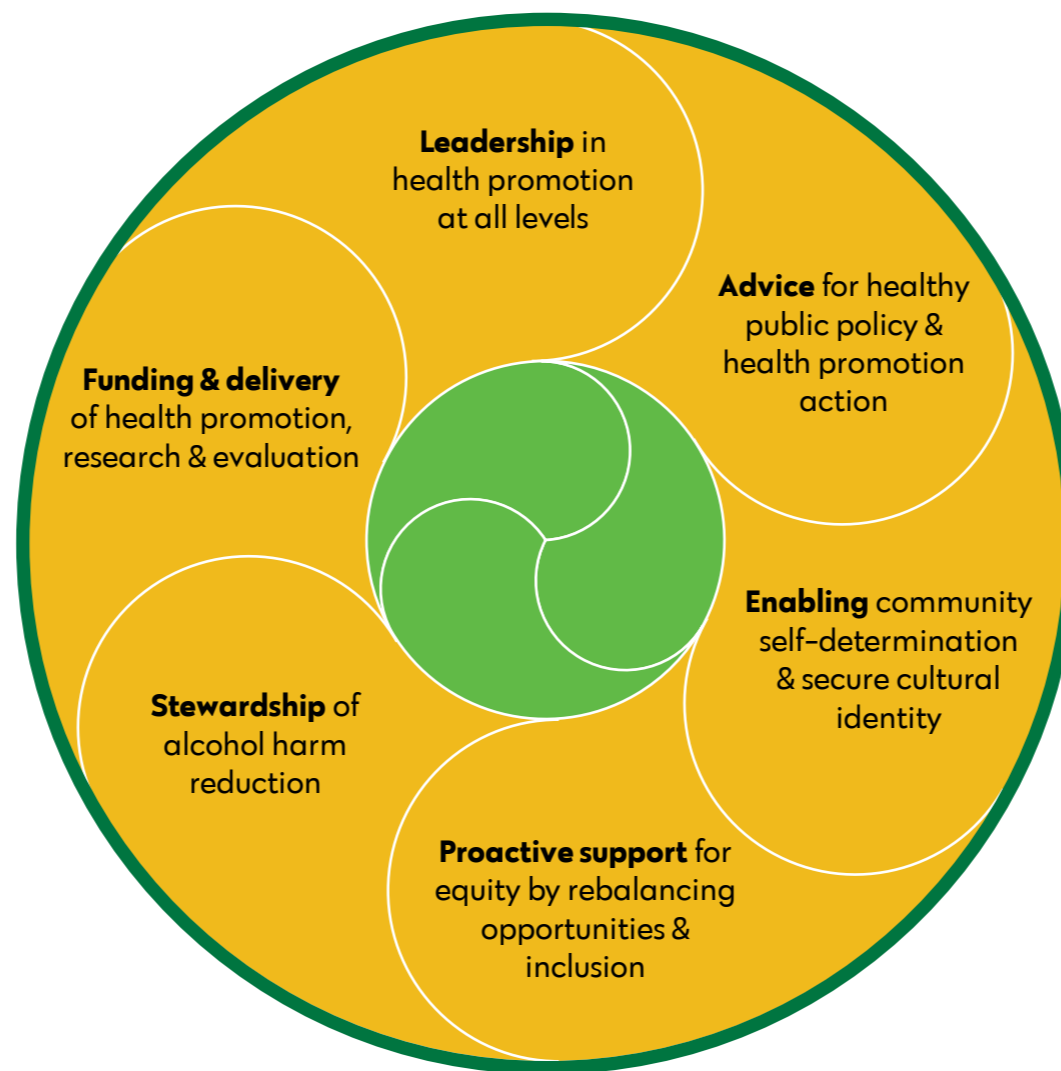 Leadership in
health promotion
at all levels
Advice for healthy
public policy &
health promotion
action
Enabling community
self-determination
& secure cultural
identity
Proactive support for
equity by rebalancing
opportunities &
inclusion
Stewardship of
alcohol harm
reduction
Funding & delivery
of health promotion,
research & evaluation